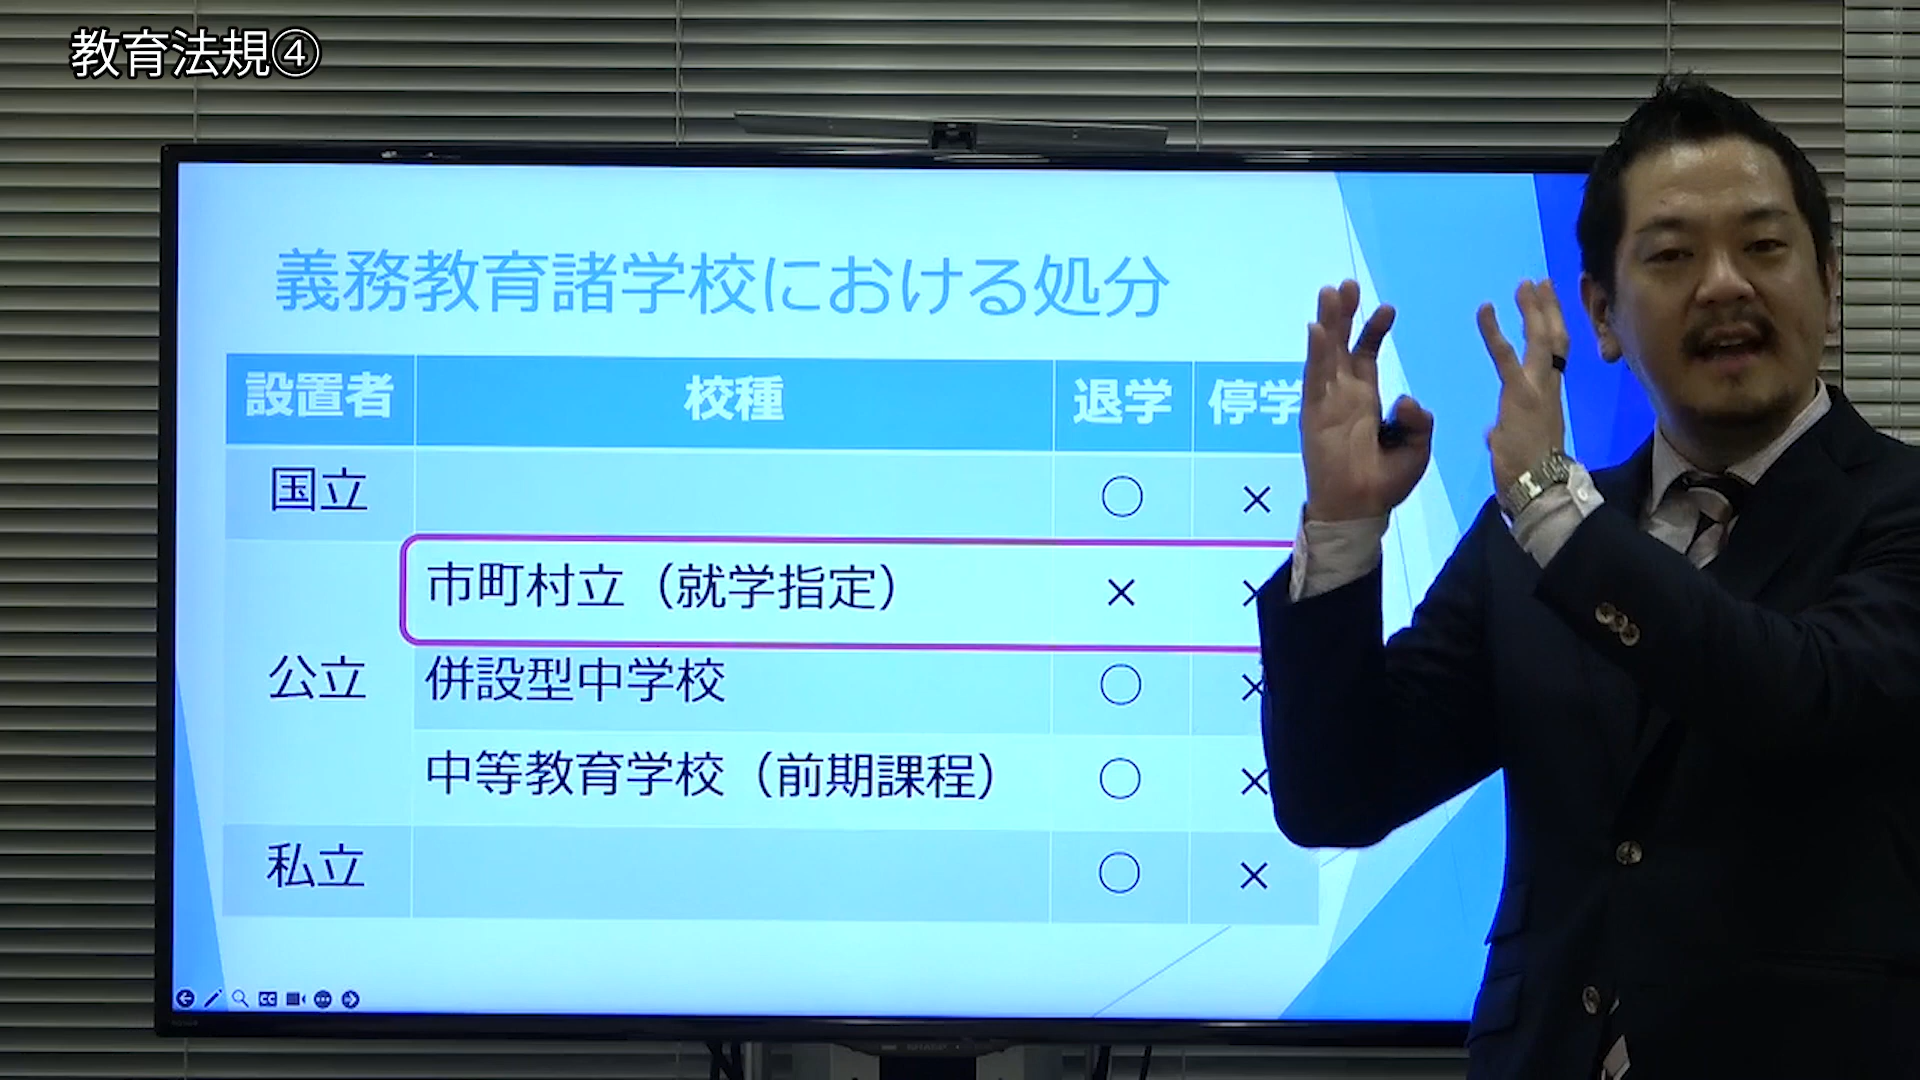 教育法規④
義務教育諸学校における処分
設置者 校種 退学 停学
国立 ○ ×
市町村立（就学指定） × ×
公立 併設型中学校 ○ ×
中等教育学校（前期課程） ○ ×
私立 ○ ×